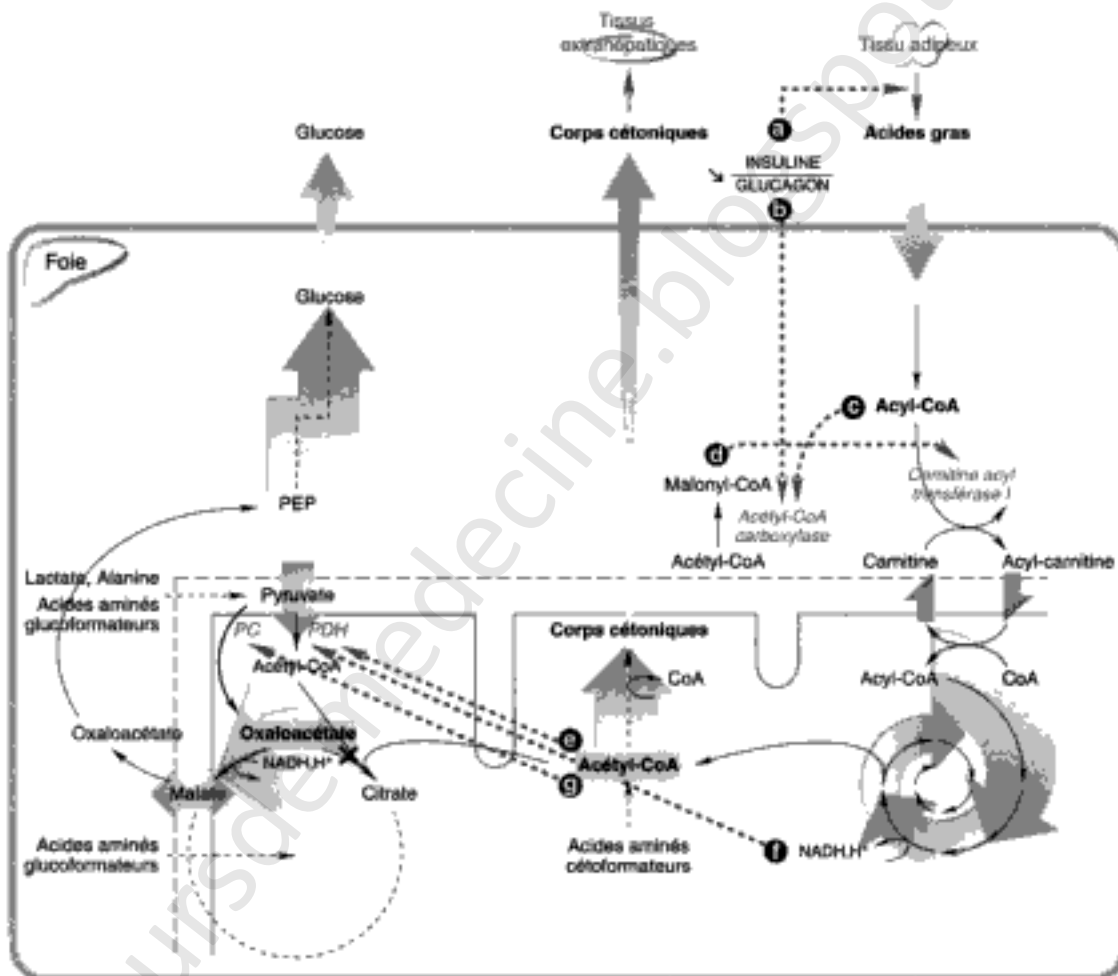 Tissus
extrahépatiques
Tissu adipeux
Glucose
Corps cétoniques
a
Acides gras
INSULINE
GLUCAGON
b
Foie
Glucose
c
Acyl-CoA
d
Malonyl-CoA
Carnitine acyl
transférase I
PEP
Acétyl-CoA
carboxylase
Acétyl-CoA
Carnitine
Acyl-carnitine
Lactate, Alanine
Acides aminés
glucoformateurs
Pyruvate
PC
PDH
Corps cétoniques
Acétyl-CoA
CoA
Acyl-CoA
CoA
Oxaloacétate
Oxaloacétate
e
NADH,H+
Acétyl-CoA
g
Malate
Citrate
Acides aminés
glucoformateurs
Acides aminés
cétoformateurs
f
NADH,H+
ursdemedecine.blogspo